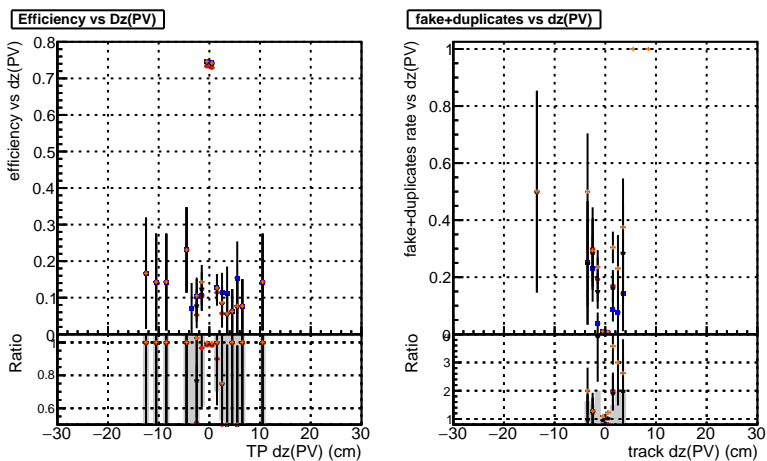 Efficiency vs Dz(PV)
efficiency vs dz(PV)
0.8
0.7
0.6
0.5
0.4
0.3
0.2
0.1
0
Ratio
1
0.8
0.6
−30 −20 −10 0 10 20 30
TP dz(PV) (cm)
fake+duplicates vs dz(PV)
fake+duplicates rate vs dz(PV)
1
0.8
0.6
0.4
0.2
0
Ratio
3
2
1
−30 −20 −10 0 10 20 30
track dz(PV) (cm)